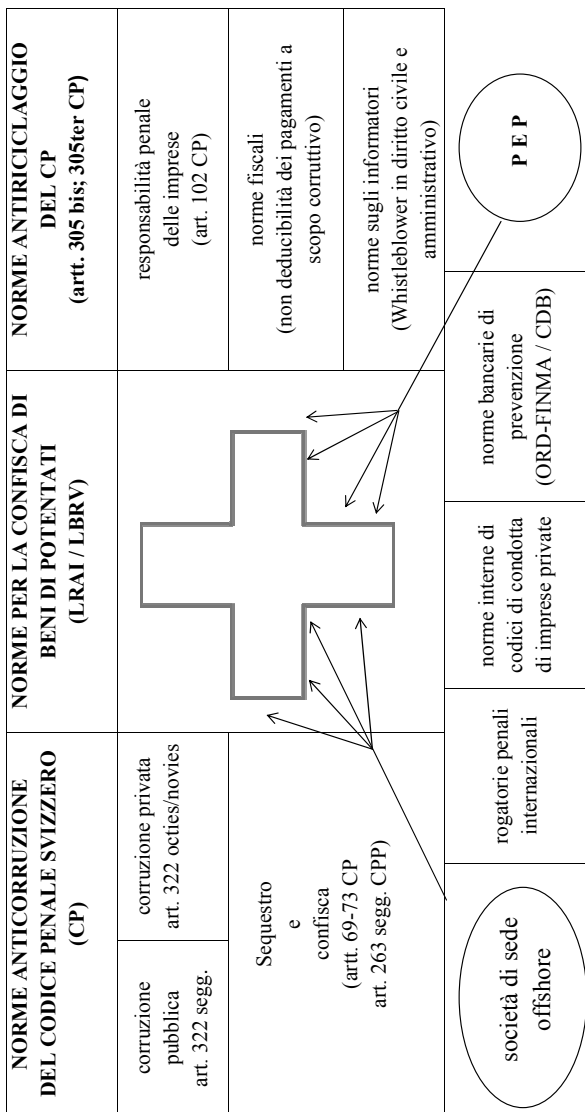 NORME ANTICORRUZIONE
DEL CODICE PENALE SVIZZERO
(CP)
NORME PER LA CONFISCA DI
BENI DI POTENTATI
(LRAI / LBRV)
NORME ANTIRICICLAGGIO
DEL CP
(artt. 305 bis; 305ter CP)
corruzione
pubblica
art. 322 segg.
corruzione privata
art. 322 octies/novies
responsabilità penale
delle imprese
(art. 102 CP)
Sequestro
e
confisca
(artt. 69-73 CP
art. 263 segg. CPP)
norme fiscali
(non deducibilità dei pagamenti a
scopo corruttivo)
norme sugli informatori
(Whistleblower in diritto civile e
amministrativo)
società di sede
offshore
rogatorie penali
internazionali
norme interne di
codici di condotta
di imprese private
norme bancarie di
prevenzione
(ORD-FINMA / CDB)
P E P